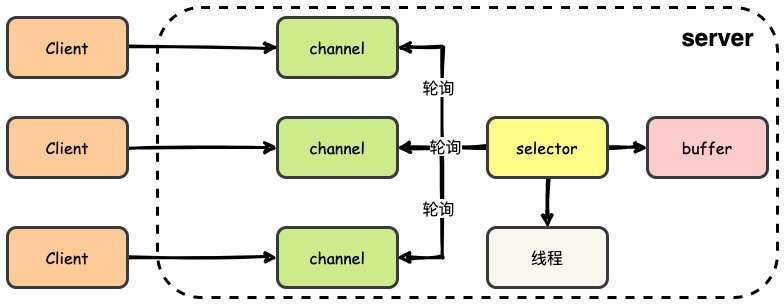 server
Client
channel
轮询
Client
channel
轮询
selector
buffer
轮询
Client
channel
线程